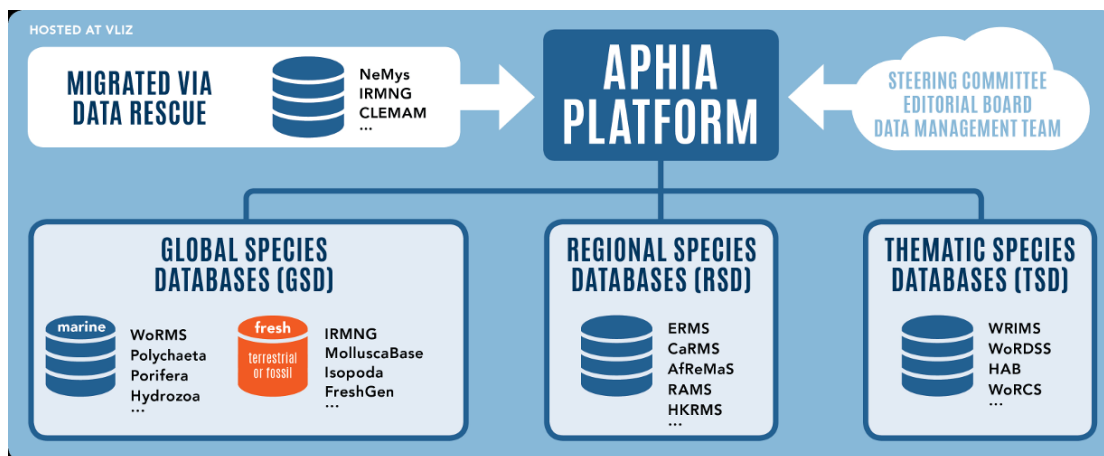 HOSTED AT VLIZ
MIGRATED VIA
DATA RESCUE
NeMys
IRMNG
CLEMAM
...
APHIA
PLATFORM
STEERING COMMITTEE
EDITORIAL BOARD
DATA MANAGEMENT TEAM
GLOBAL SPECIES
DATABASES (GSD)
marine
WoRMS
Polychaeta
Porifera
Hydrozoa
...
fresh
terrestrial
or fossil
IRMNG
MolluscaBase
Isopoda
FreshGen
...
REGIONAL SPECIES
DATABASES (RSD)
ERMS
CaRMS
AfReMaS
RAMS
HKRMS
...
THEMATIC SPECIES
DATABASES (TSD)
WRIMS
WoRDSS
HAB
WoRCS
...